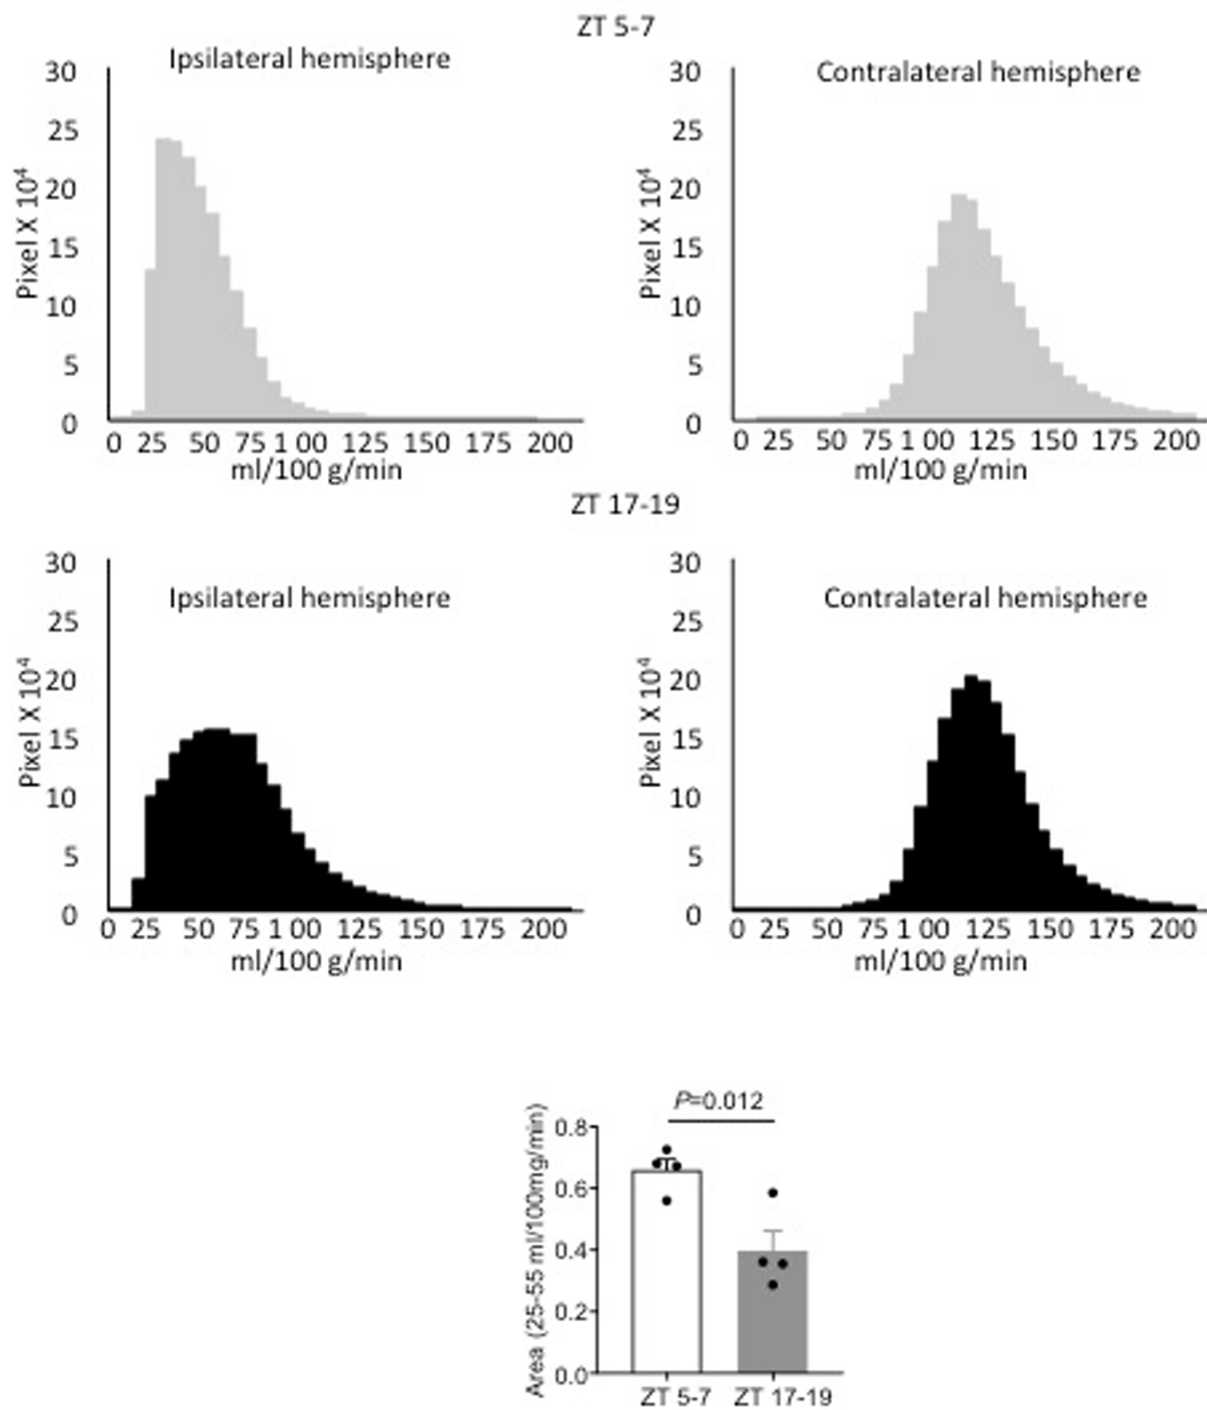 ZT 5-7
Ipsilateral hemisphere
Contralateral hemisphere
30
25
20
15
10
5
0
Pixel X 10⁴
0 25 50 75 1 00 125 150 175 200
ml/100 g/min
30
25
20
15
10
5
0
Pixel X 10⁴
0 25 50 75 1 00 125 150 175 200
ml/100 g/min
ZT 17-19
Ipsilateral hemisphere
Contralateral hemisphere
30
25
20
15
10
5
0
Pixel X 10⁴
0 25 50 75 1 00 125 150 175 200
ml/100 g/min
30
25
20
15
10
5
0
Pixel X 10⁴
0 25 50 75 1 00 125 150 175 200
ml/100 g/min
P=0.012
Area (25-55 ml/100mg/min)
0.8
0.6
0.4
0.2
0.0
ZT 5-7 ZT 17-19